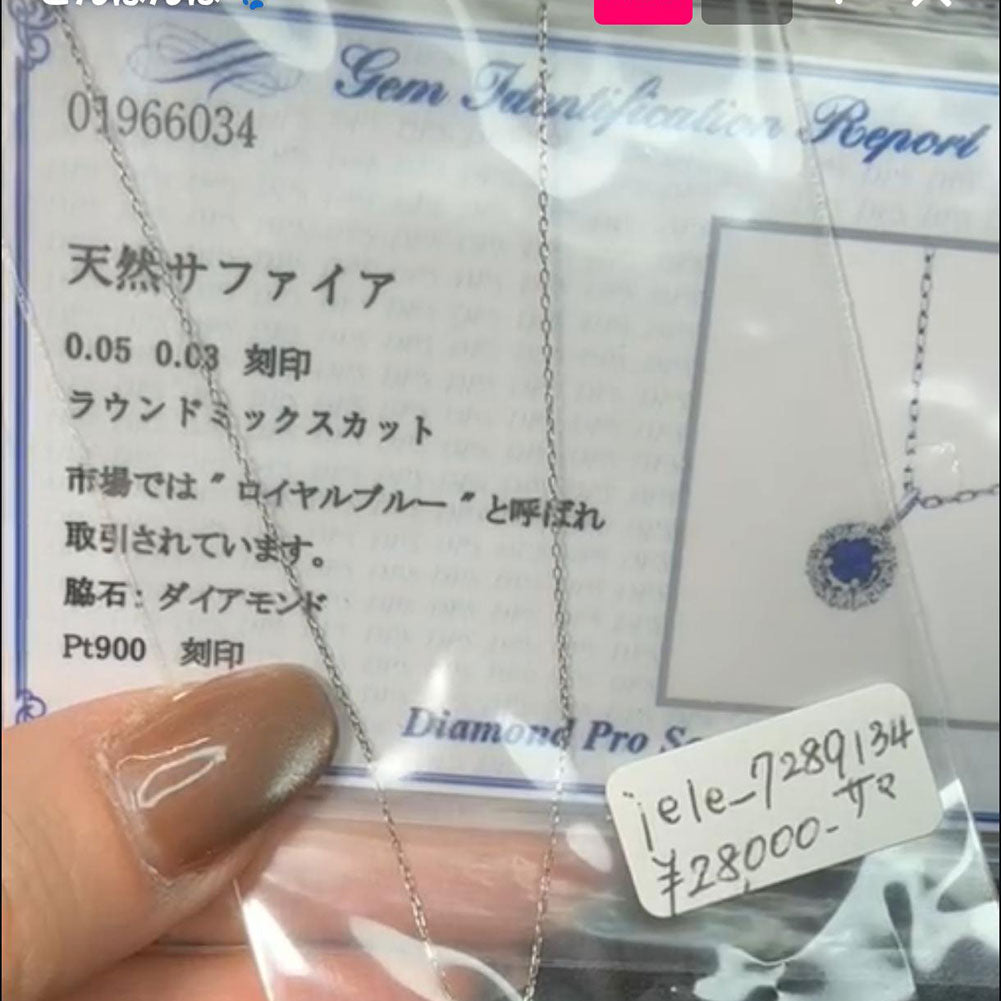 Gem Identification Report
01966034
天然サファイア
0.05 0.03 刻印
ラウンドミックスカット
市場では〃ロイヤルブルー〃と呼ばれ
取引されています。
脇石: ダイアモンド
Pt900 刻印
Diamond Pro
jele_7289134
サマ
¥28,000-